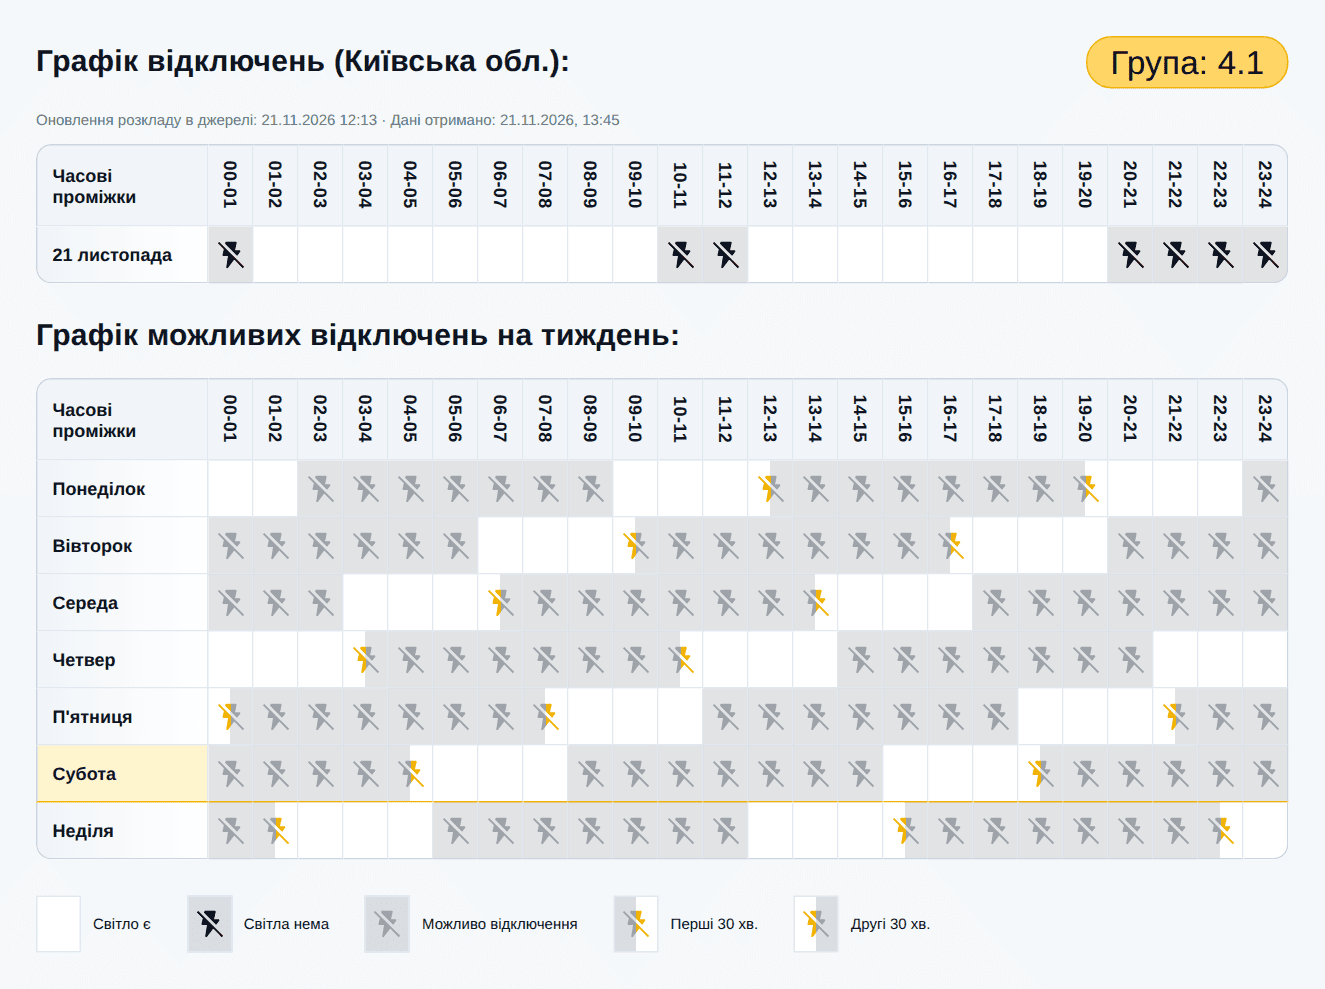 Графік відключень (Київська обл.):
Група: 4.1
Оновлення розкладу в джерелі: 21.11.2026 12:13 · Дані отримано: 21.11.2026, 13:45
Часові
проміжки
00-01 01-02 02-03 03-04 04-05 05-06 06-07 07-08 08-09 09-10 10-11 11-12 12-13 13-14 14-15 15-16 16-17 17-18 18-19 19-20 20-21 21-22 22-23 23-24
21 листопада
Графік можливих відключень на тиждень:
Часові
проміжки
00-01 01-02 02-03 03-04 04-05 05-06 06-07 07-08 08-09 09-10 10-11 11-12 12-13 13-14 14-15 15-16 16-17 17-18 18-19 19-20 20-21 21-22 22-23 23-24
Понеділок
Вівторок
Середа
Четвер
П'ятниця
Субота
Неділя
Світло є
Світла нема
Можливо відключення
Перші 30 хв.
Другі 30 хв.